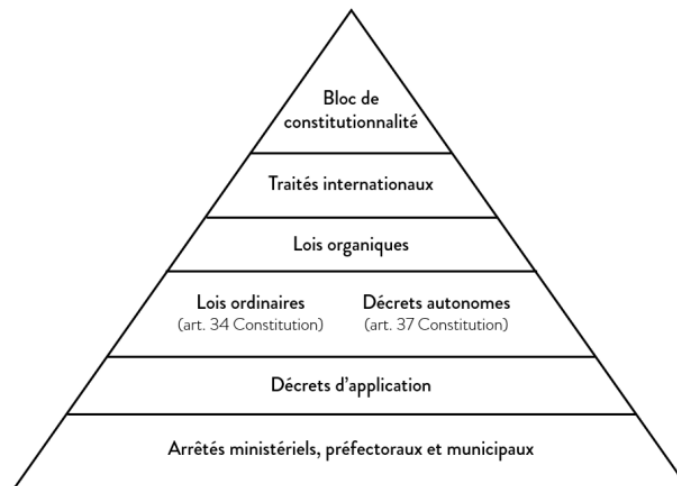 Bloc de
constitutionnalité
Traités internationaux
Lois organiques
Lois ordinaires Décrets autonomes
(art. 34 Constitution) (art. 37 Constitution)
Décrets d’application
Arrêtés ministériels, préfectoraux et municipaux